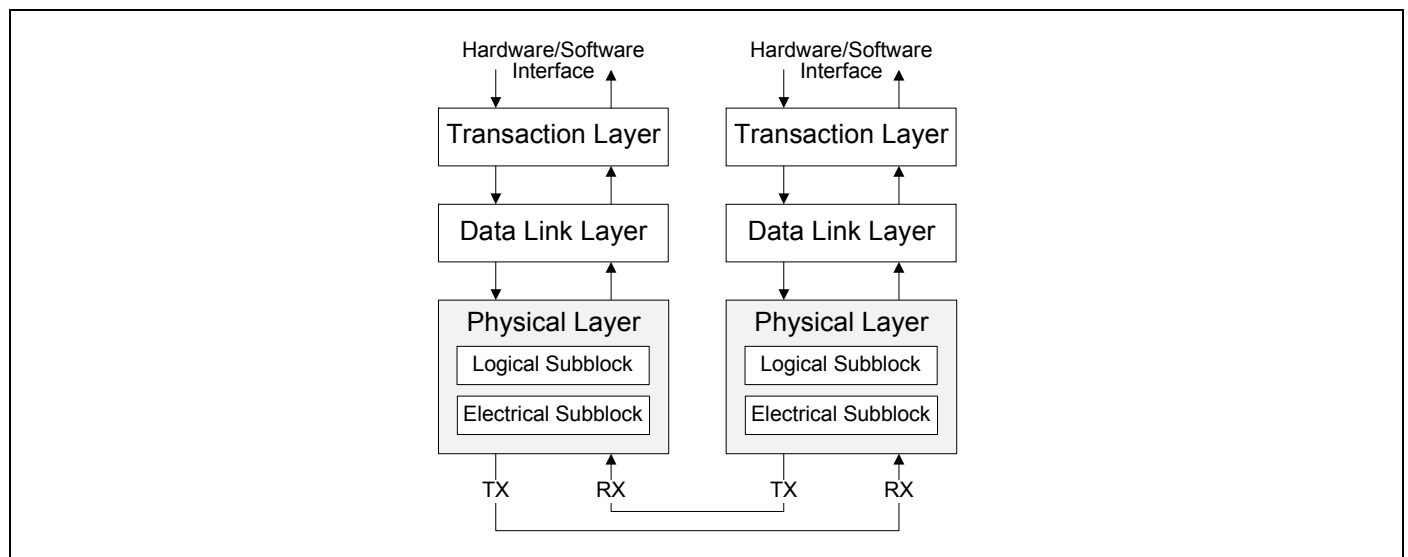 Hardware/Software
Interface
Transaction Layer
Data Link Layer
Physical Layer
Logical Subblock
Electrical Subblock
TX
RX
Hardware/Software
Interface
Transaction Layer
Data Link Layer
Physical Layer
Logical Subblock
Electrical Subblock
TX
RX